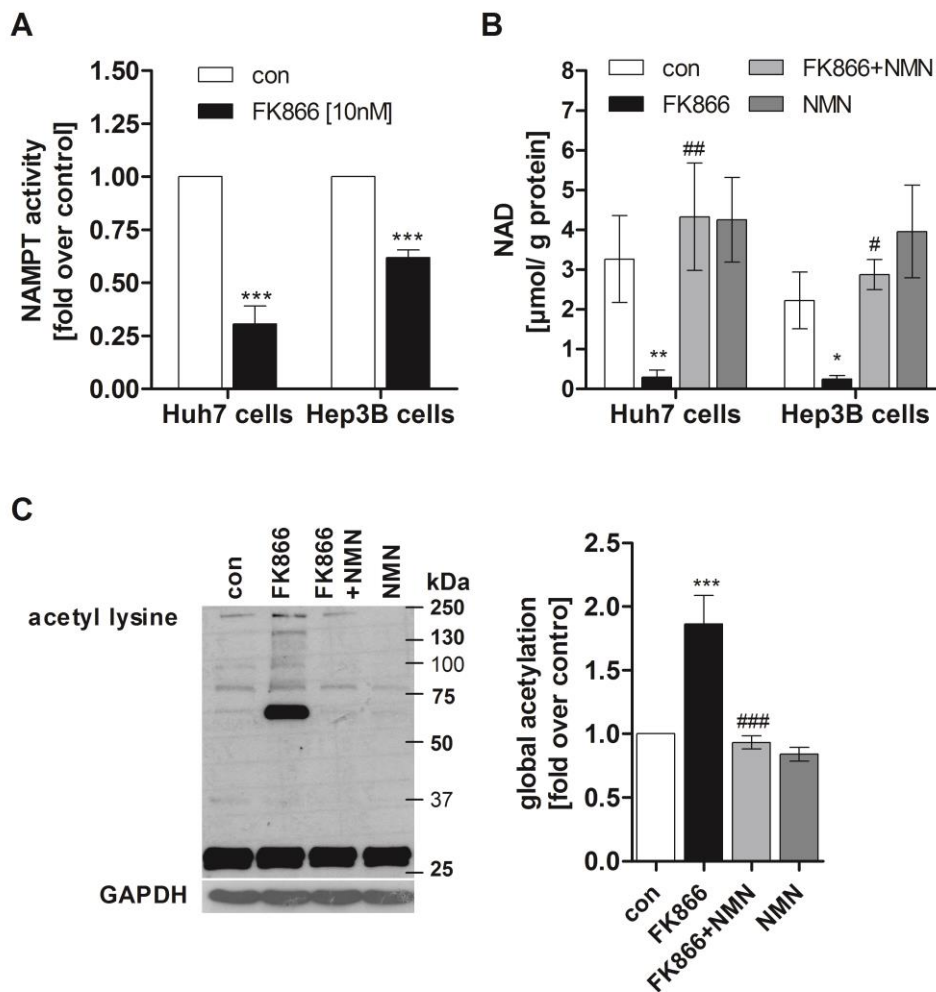 A
NAMPT activity
[fold over control]
1.50
1.25
1.00
0.75
0.50
0.25
0.00
con
FK866 [10nM]
***
***
Huh7 cells
Hep3B cells
B
NAD
[µmol/ g protein]
8
7
6
5
4
3
2
1
0
con
FK866
FK866+NMN
NMN
**
##
*
#
Huh7 cells
Hep3B cells
C
con
FK866
FK866
+NMN
NMN
kDa
acetyl lysine
250
130
100
75
50
37
25
GAPDH
global acetylation
[fold over contro]
2.5
2.0
1.5
1.0
0.5
0.0
***
###
con
FK866
FK866+NMN
NMN